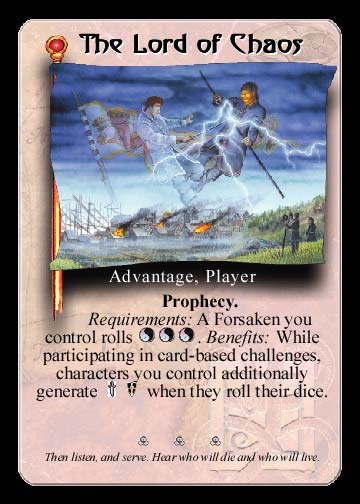 The Lord of Chaos
Advantage, Player
Prophecy.
Requirements: A Forsaken you
control rolls . Benefits: While
participating in card-based challenges,
characters you control additionally
generate when they roll their dice.
Then listen, and serve. Hear who will die and who will live.